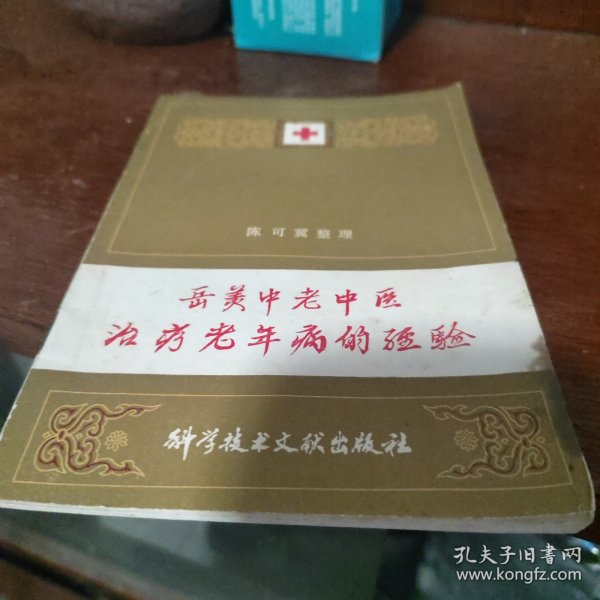 陈可冀整理
岳美中老中医
治疗老年病的经验
科学技术文献出版社
孔夫子旧书网
www.kongfz.com